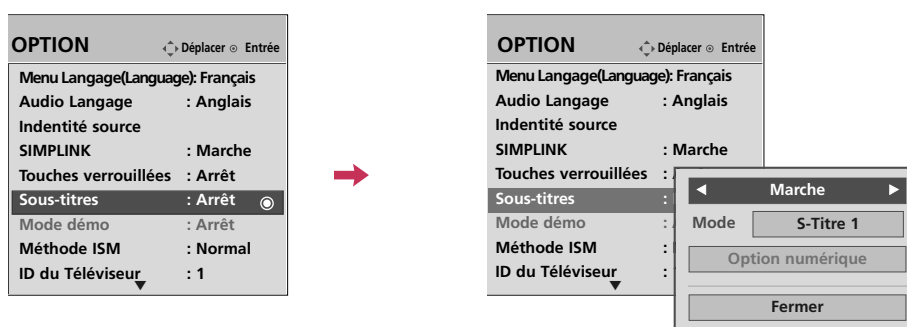 OPTION Déplacer Entrée
Menu Langage(Language): Français
Audio Langage : Anglais
Indentité source
SIMPLINK : Marche
Touches verrouillées : Arrêt
Sous-titres : Arrêt
Mode démo : Arrêt
Méthode ISM : Normal
ID du Téléviseur : 1
OPTION Déplacer Entrée
Menu Langage(Language): Français
Audio Langage : Anglais
Indentité source
SIMPLINK : Marche
Touches verrouillées :
Sous-titres :
Mode démo :
Méthode ISM :
ID du Téléviseur :
Marche
Mode S-Titre 1
Option numérique
Fermer